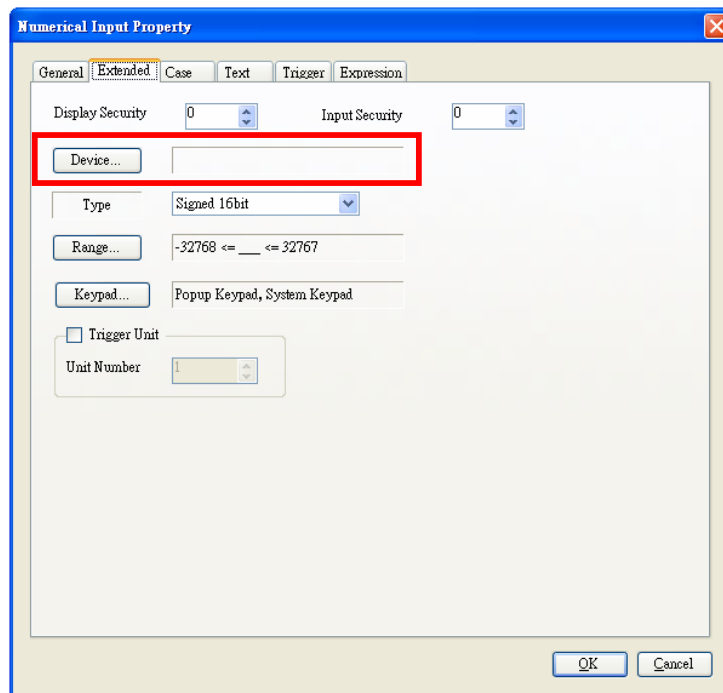 Numerical Input Property
General Extended Case Text Trigger Expression
Display Security 0 Input Security 0
Device...
Type Signed 16bit
Range... -32768 <= ___ <= 32767
Keypad... Popup Keypad, System Keypad
Trigger Unit
Unit Number 1
OK Cancel